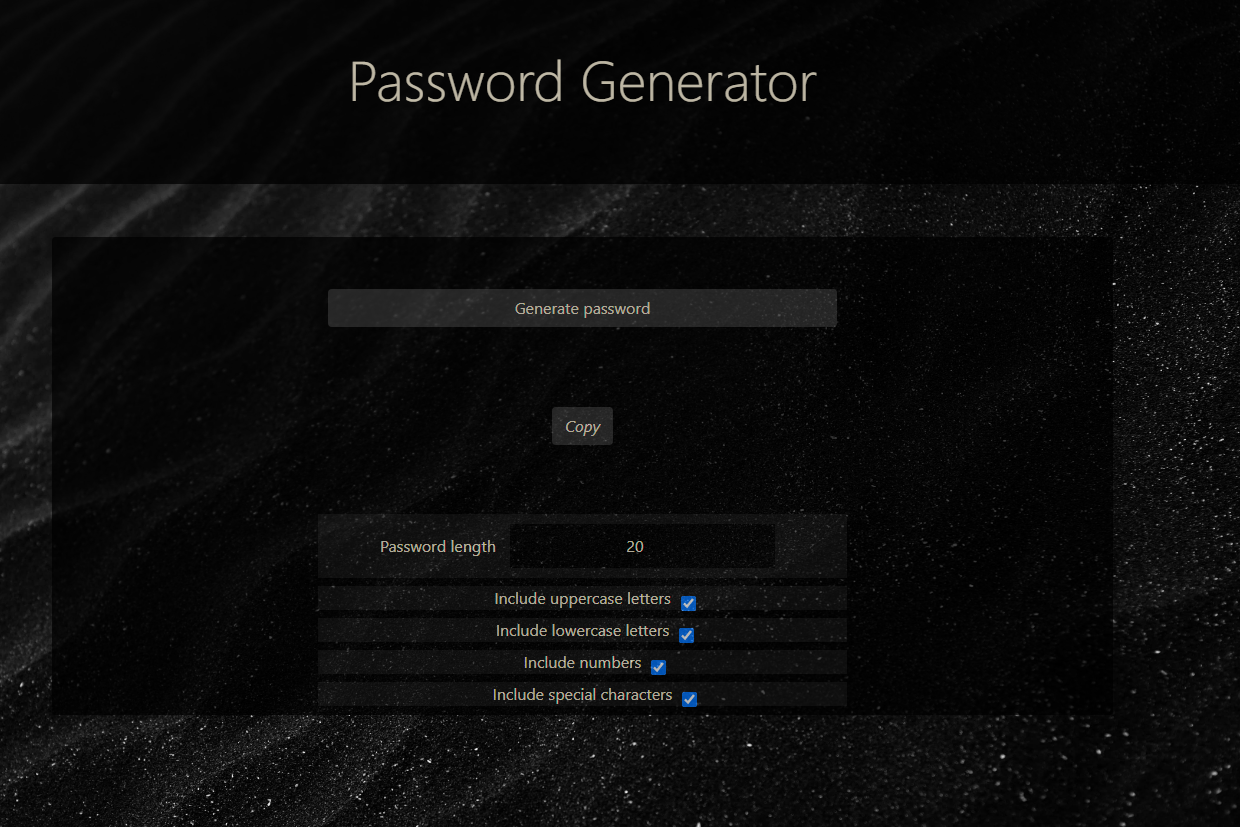 Password Generator
Generate password
Copy
Password length 20
Include uppercase letters
Include lowercase letters
Include numbers
Include special characters